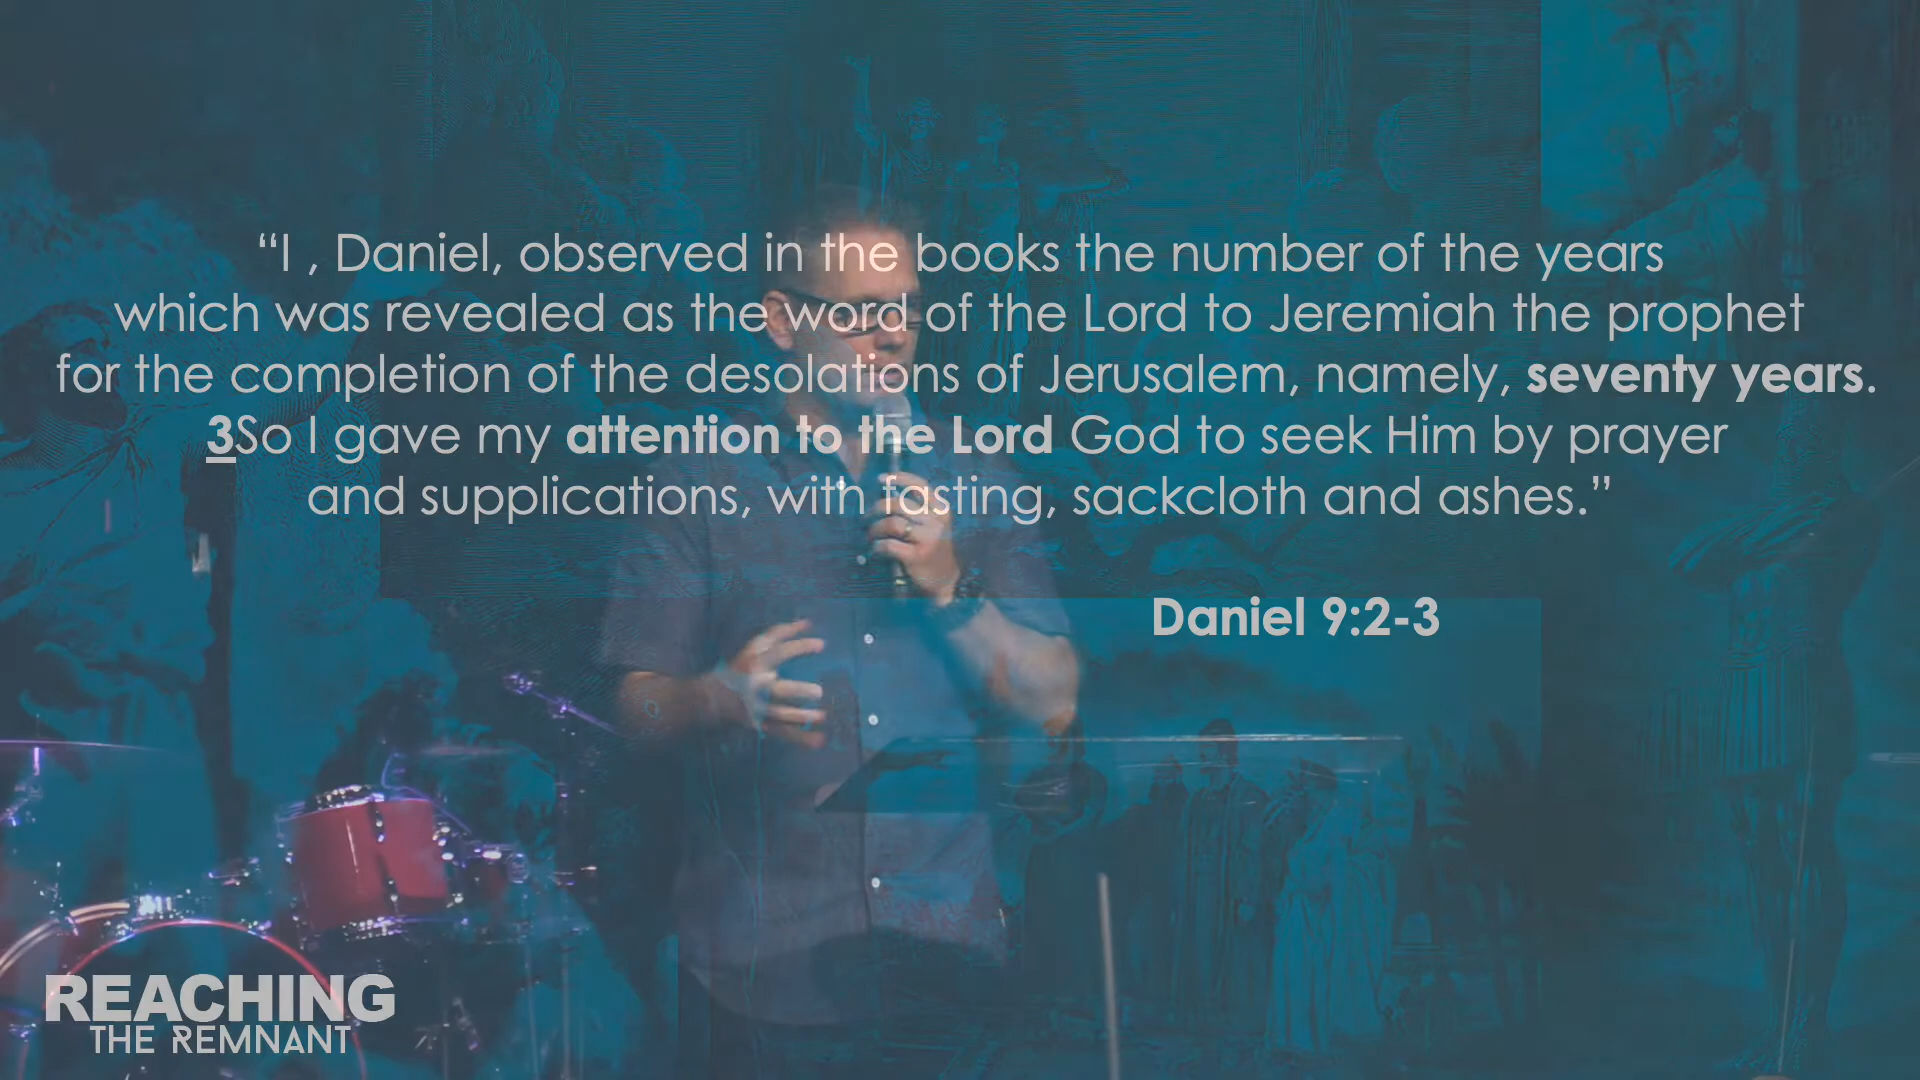 “I , Daniel, observed in the books the number of the years
which was revealed as the word of the Lord to Jeremiah the prophet
for the completion of the desolations of Jerusalem, namely, seventy years.
3So I gave my attention to the Lord God to seek Him by prayer
and supplications, with fasting, sackcloth and ashes.”
Daniel 9:2-3
REACHING
THE REMNANT